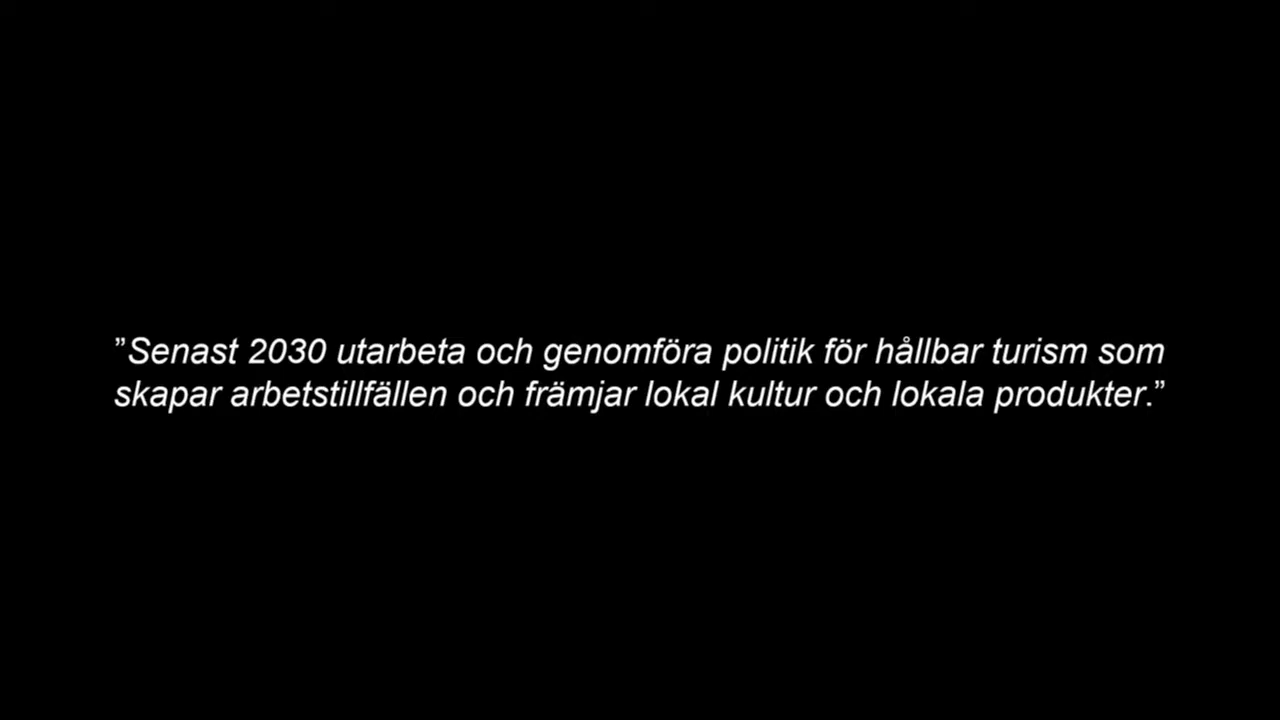 ”Senast 2030 utarbeta och genomföra politik för hållbar turism som
skapar arbetstillfällen och främjar lokal kultur och lokala produkter.”